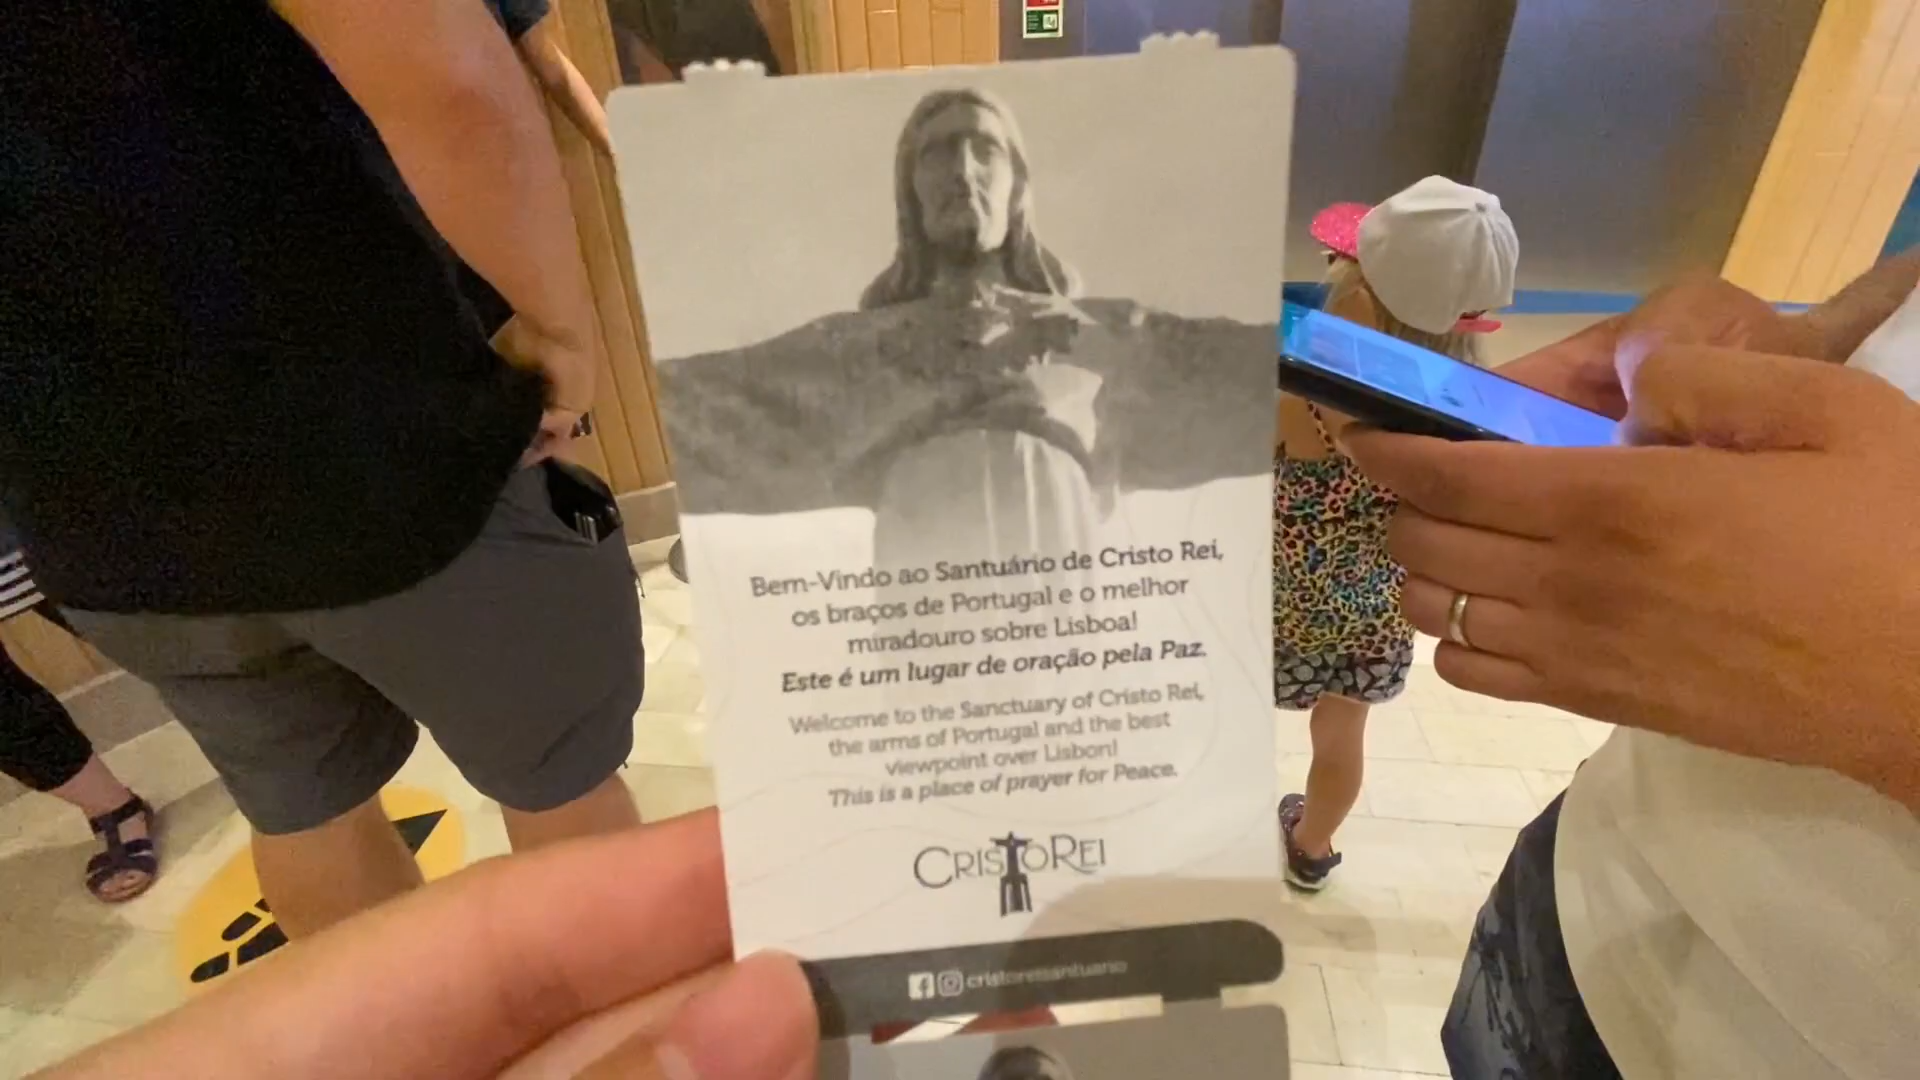 Bem-Vindo ao Santuário de Cristo Rei,
os braços de Portugal e o melhor
miradouro sobre Lisboa!
Este é um lugar de oração pela Paz.
Welcome to the Sanctuary of Cristo Rei,
the arms of Portugal and the best
viewpoint over Lisbon!
This is a place of prayer for Peace.
CRISTO REI
cristoreisantuario